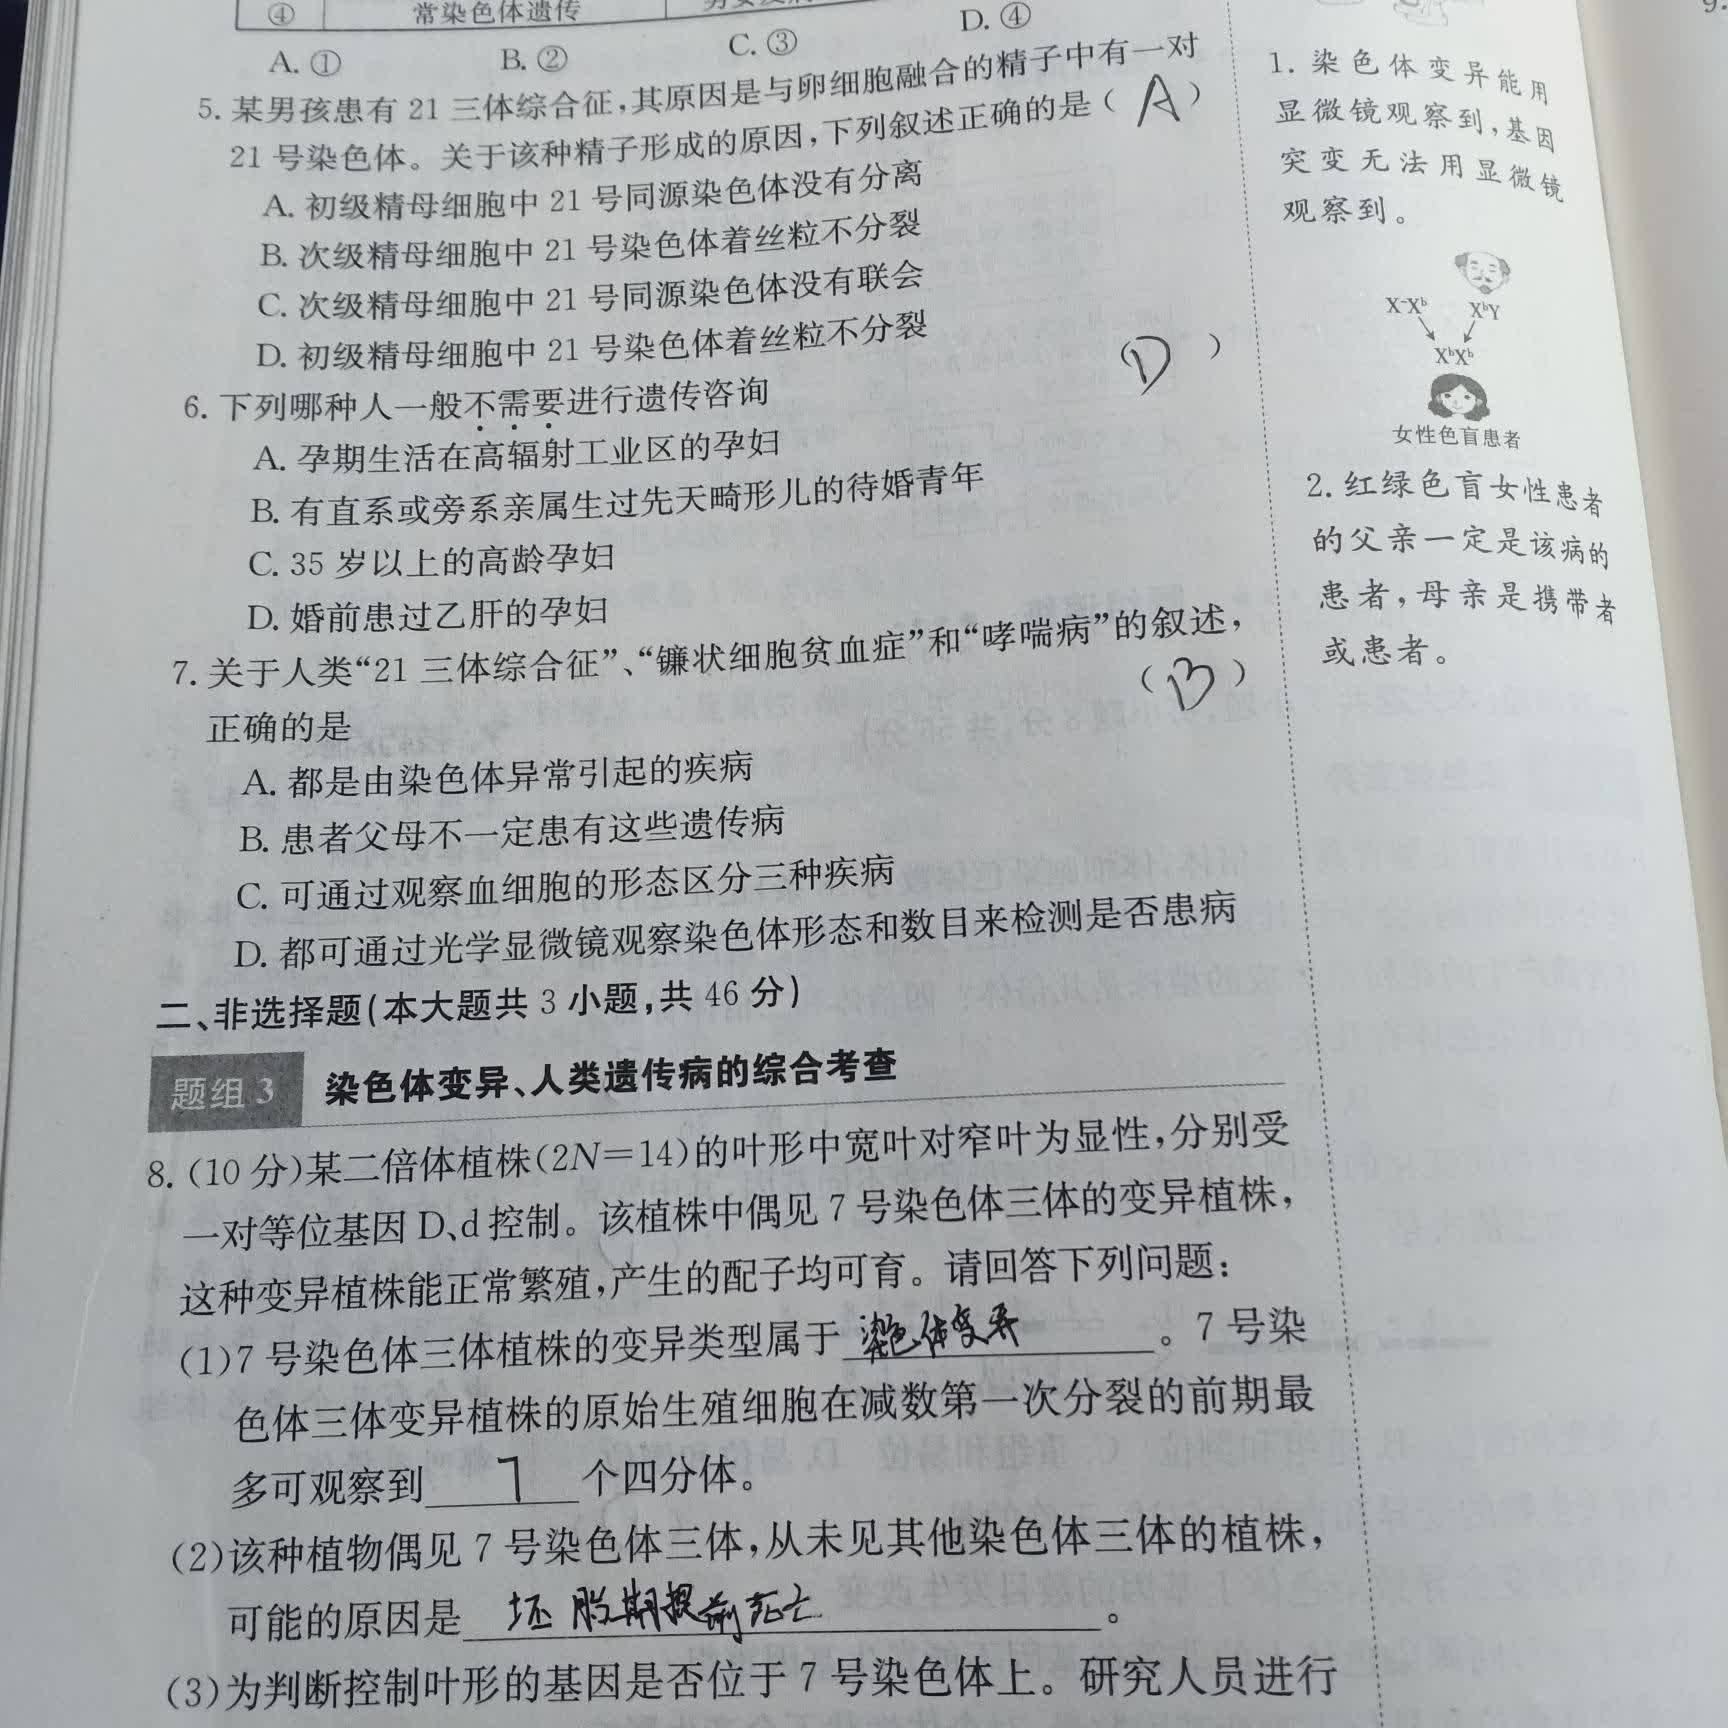 ④ 常染色体遗传
A. ① B. ② C. ③ D. ④
5. 某男孩患有 21 三体综合征,其原因是与卵细胞融合的精子中有一对
21 号染色体。关于该种精子形成的原因,下列叙述正确的是( A )
A. 初级精母细胞中 21 号同源染色体没有分离
B. 次级精母细胞中 21 号染色体着丝粒不分裂
C. 次级精母细胞中 21 号同源染色体没有联会
D. 初级精母细胞中 21 号染色体着丝粒不分裂
6. 下列哪种人一般不需要进行遗传咨询 ( D )
A. 孕期生活在高辐射工业区的孕妇
B. 有直系或旁系亲属生过先天畸形儿的待婚青年
C. 35 岁以上的高龄孕妇
D. 婚前患过乙肝的孕妇
7. 关于人类“21 三体综合征”、“镰状细胞贫血症”和“哮喘病”的叙述,
正确的是 ( B )
A. 都是由染色体异常引起的疾病
B. 患者父母不一定患有这些遗传病
C. 可通过观察血细胞的形态区分三种疾病
D. 都可通过光学显微镜观察染色体形态和数目来检测是否患病
二、非选择题(本大题共 3 小题,共 46 分)
题组 3 染色体变异、人类遗传病的综合考查
8. (10 分)某二倍体植株(2N=14)的叶形中宽叶对窄叶为显性,分别受
一对等位基因 D、d 控制。该植株中偶见 7 号染色体三体的变异植株,
这种变异植株能正常繁殖,产生的配子均可育。请回答下列问题:
(1)7 号染色体三体植株的变异类型属于 染色体变异 。7 号染
色体三体变异植株的原始生殖细胞在减数第一次分裂的前期最
多可观察到 7 个四分体。
(2)该种植物偶见 7 号染色体三体,从未见其他染色体三体的植株,
可能的原因是 坯胎期提前死亡 。
(3)为判断控制叶形的基因是否位于 7 号染色体上。研究人员进行
9.
1. 染色体变异能用
显微镜观察到,基因
突变无法用显微镜
观察到。
X⁻Xᵇ XᵇY
XᵇXᵇ
女性色盲患者
2. 红绿色盲女性患者
的父亲一定是该病的
患者,母亲是携带者
或患者。